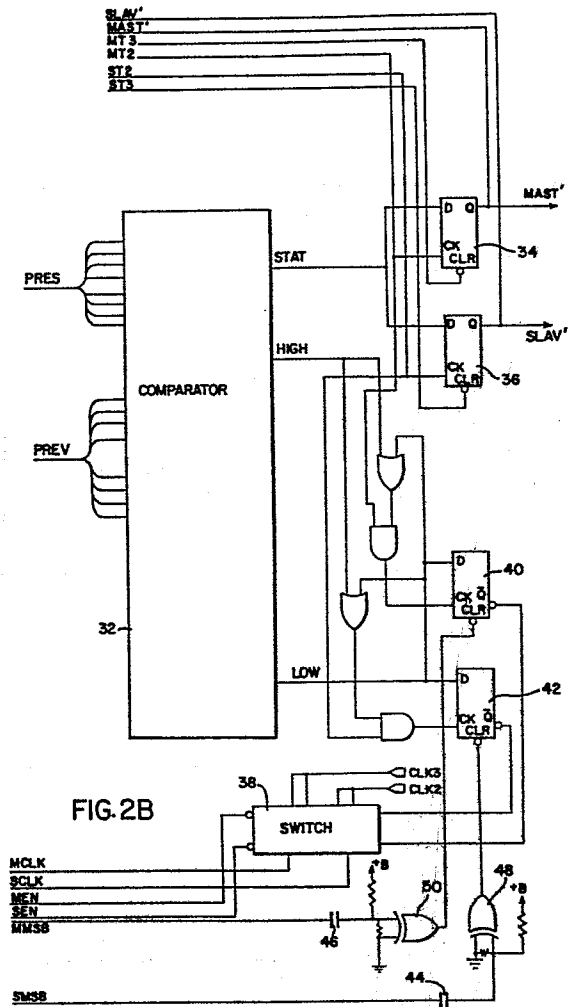 SLAV'
MAST'
MT3
MT2
ST2
ST3
D Q
MAST'
CK
CLR
34
STAT
PRES
D Q
SLAV'
CK
CLR
36
HIGH
COMPARATOR
PREV
D
40
CK Q̅
CLR
32
LOW
D
42
CK Q̅
CLR
CLK3
38
CLK2
FIG. 2B
SWITCH
MCLK
SCLK
MEN
SEN
MMSB
+B
50
48
+B
46
44
SMSB